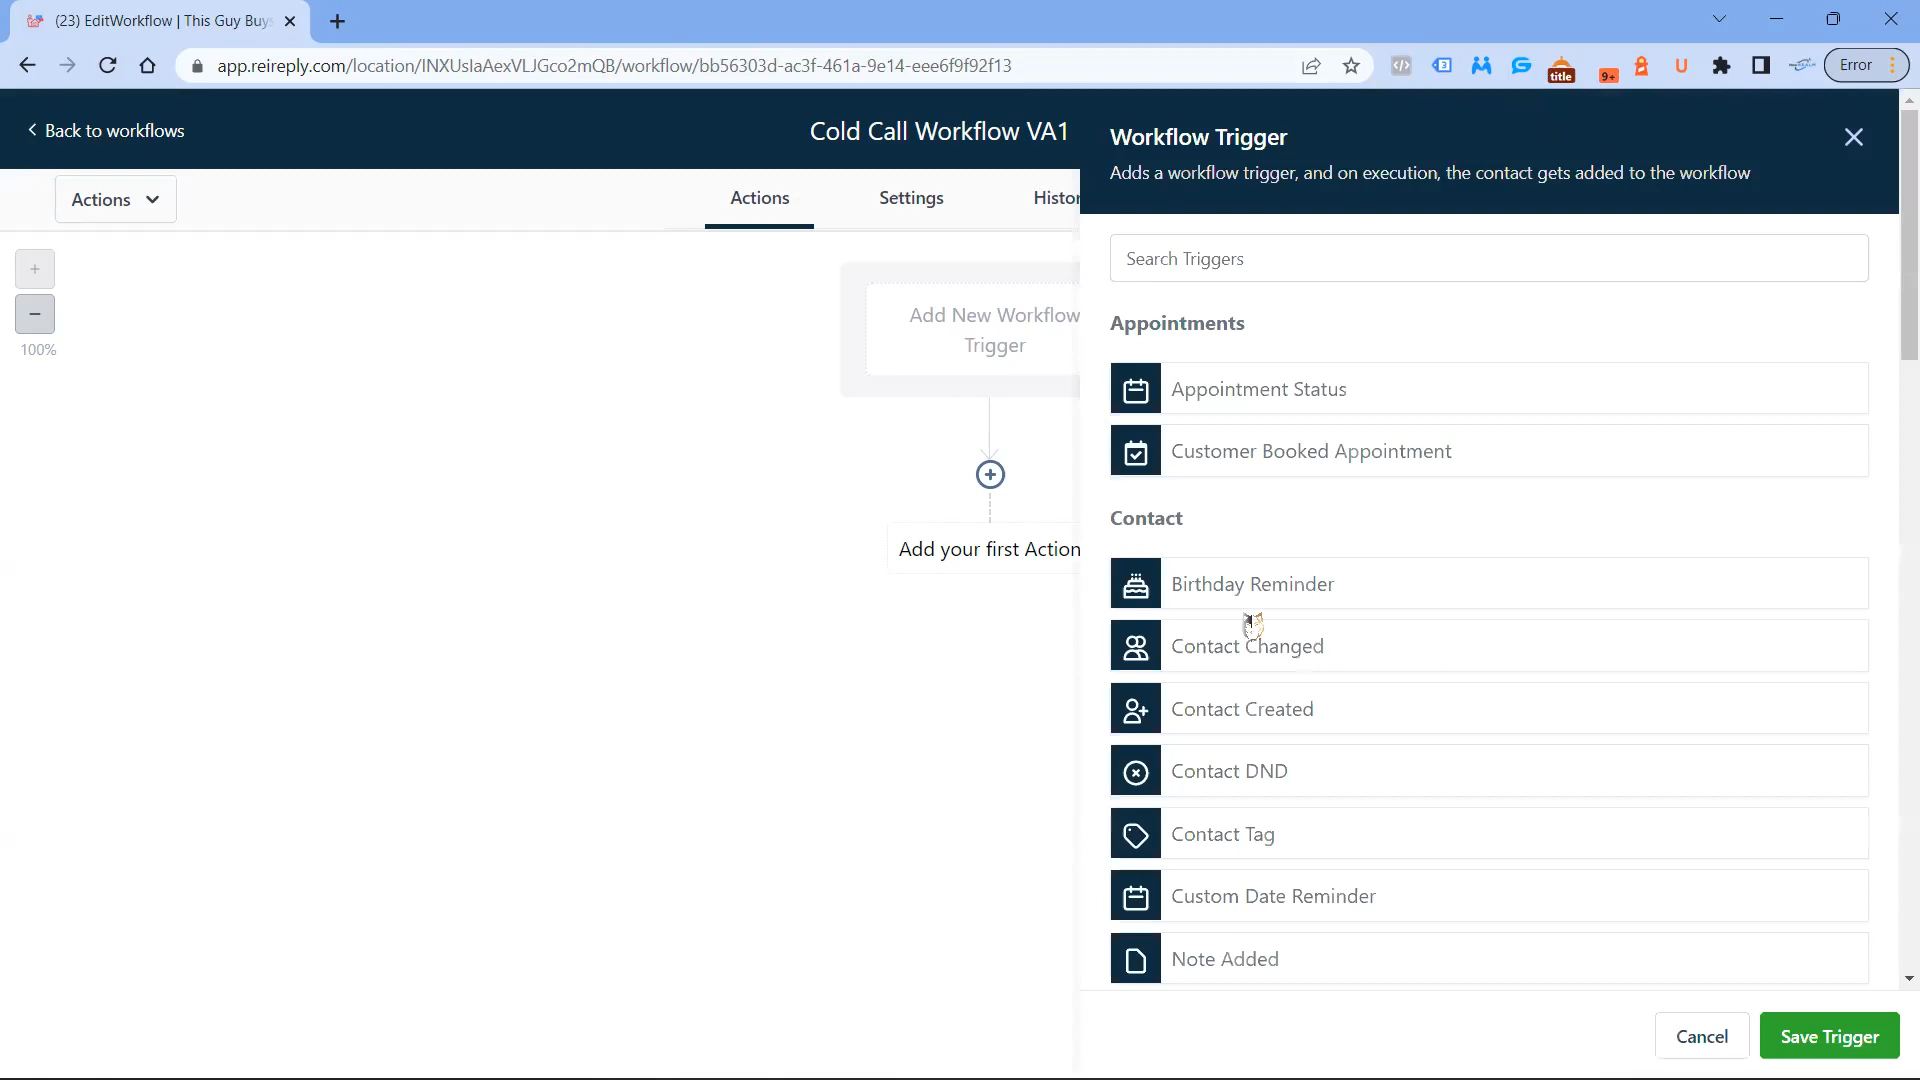 (23) EditWorkflow | This Guy Buys
app.reireply.com/location/INXUslaAexVLJGco2mQB/workflow/bb56303d-ac3f-461a-9e14-eee6f9f92f13
3
title
9+
U
Error
Back to workflows
Cold Call Workflow VA1
Actions
Actions
Settings
Histor
+
−
100%
Add New Workflow
Trigger
Add your first Action
Workflow Trigger
Adds a workflow trigger, and on execution, the contact gets added to the workflow
Search Triggers
Appointments
Appointment Status
Customer Booked Appointment
Contact
Birthday Reminder
Contact Changed
Contact Created
Contact DND
Contact Tag
Custom Date Reminder
Note Added
Cancel
Save Trigger